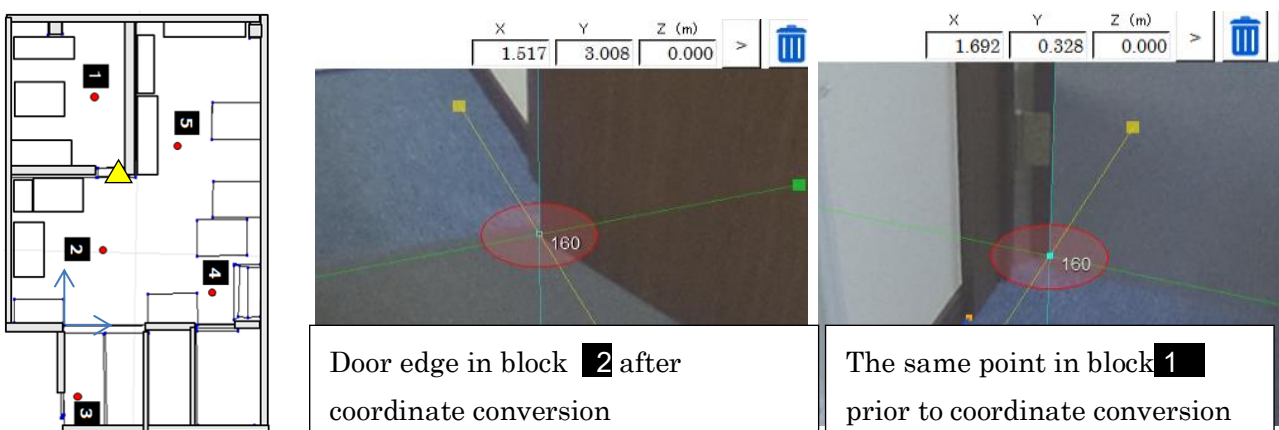 1
5
2
4
3
X Y Z (m)
1.517 3.008 0.000 >
160
Door edge in block 2 after
coordinate conversion
X Y Z (m)
1.692 0.328 0.000 >
160
The same point in block 1
prior to coordinate conversion